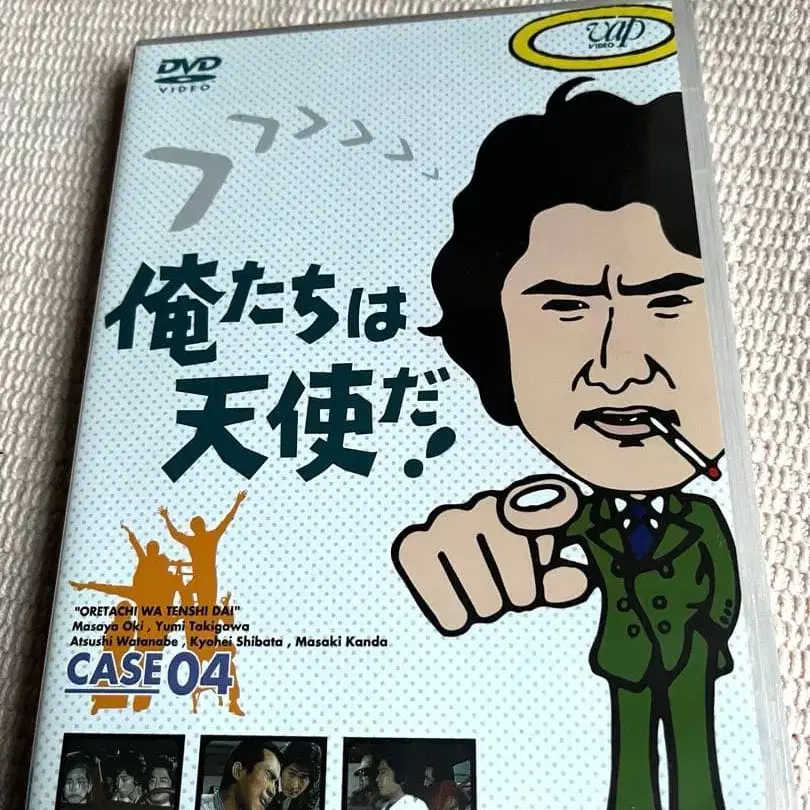 DVD
VIDEO
vap
VIDEO
俺たちは
天使だ!
"ORETACHI WA TENSHI DA!"
Masaya Oki , Yumi Takigawa
Atsushi Watanabe , Kyohei Shibata , Masaki Kanda
CASE 04